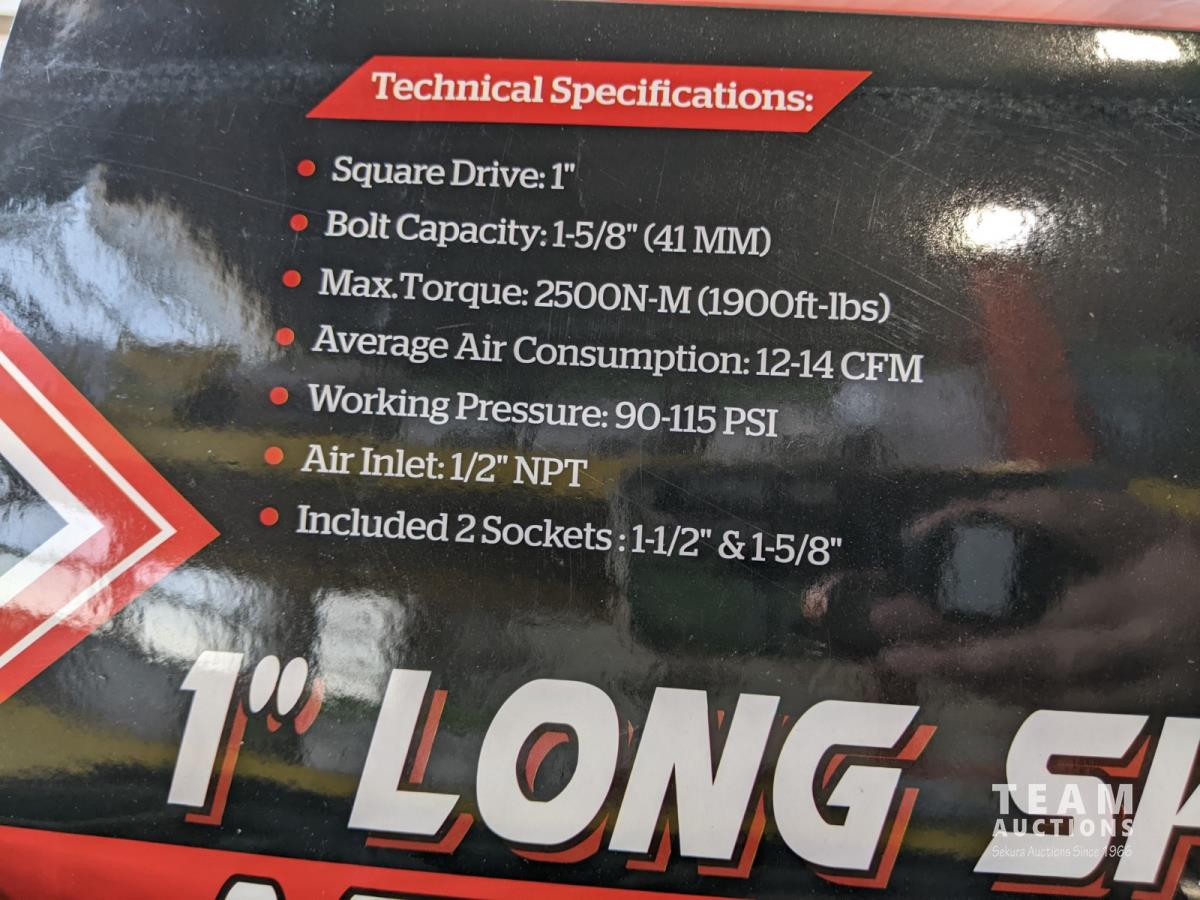 Technical Specifications:
Square Drive: 1"
Bolt Capacity: 1-5/8" (41 MM)
Max.Torque: 2500N-M (1900ft-lbs)
Average Air Consumption: 12-14 CFM
Working Pressure: 90-115 PSI
Air Inlet: 1/2" NPT
Included 2 Sockets : 1-1/2" & 1-5/8"
1" LONG
TEAM
AUCTIONS
Sekura Auctions Since 1966